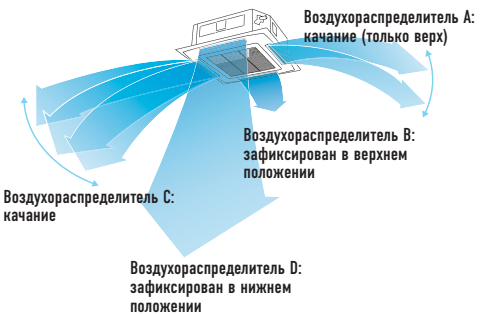 Воздухораспределитель A:
качание (только верх)
Воздухораспределитель B:
зафиксирован в верхнем
положении
Воздухораспределитель C:
качание
Воздухораспределитель D:
зафиксирован в нижнем
положении